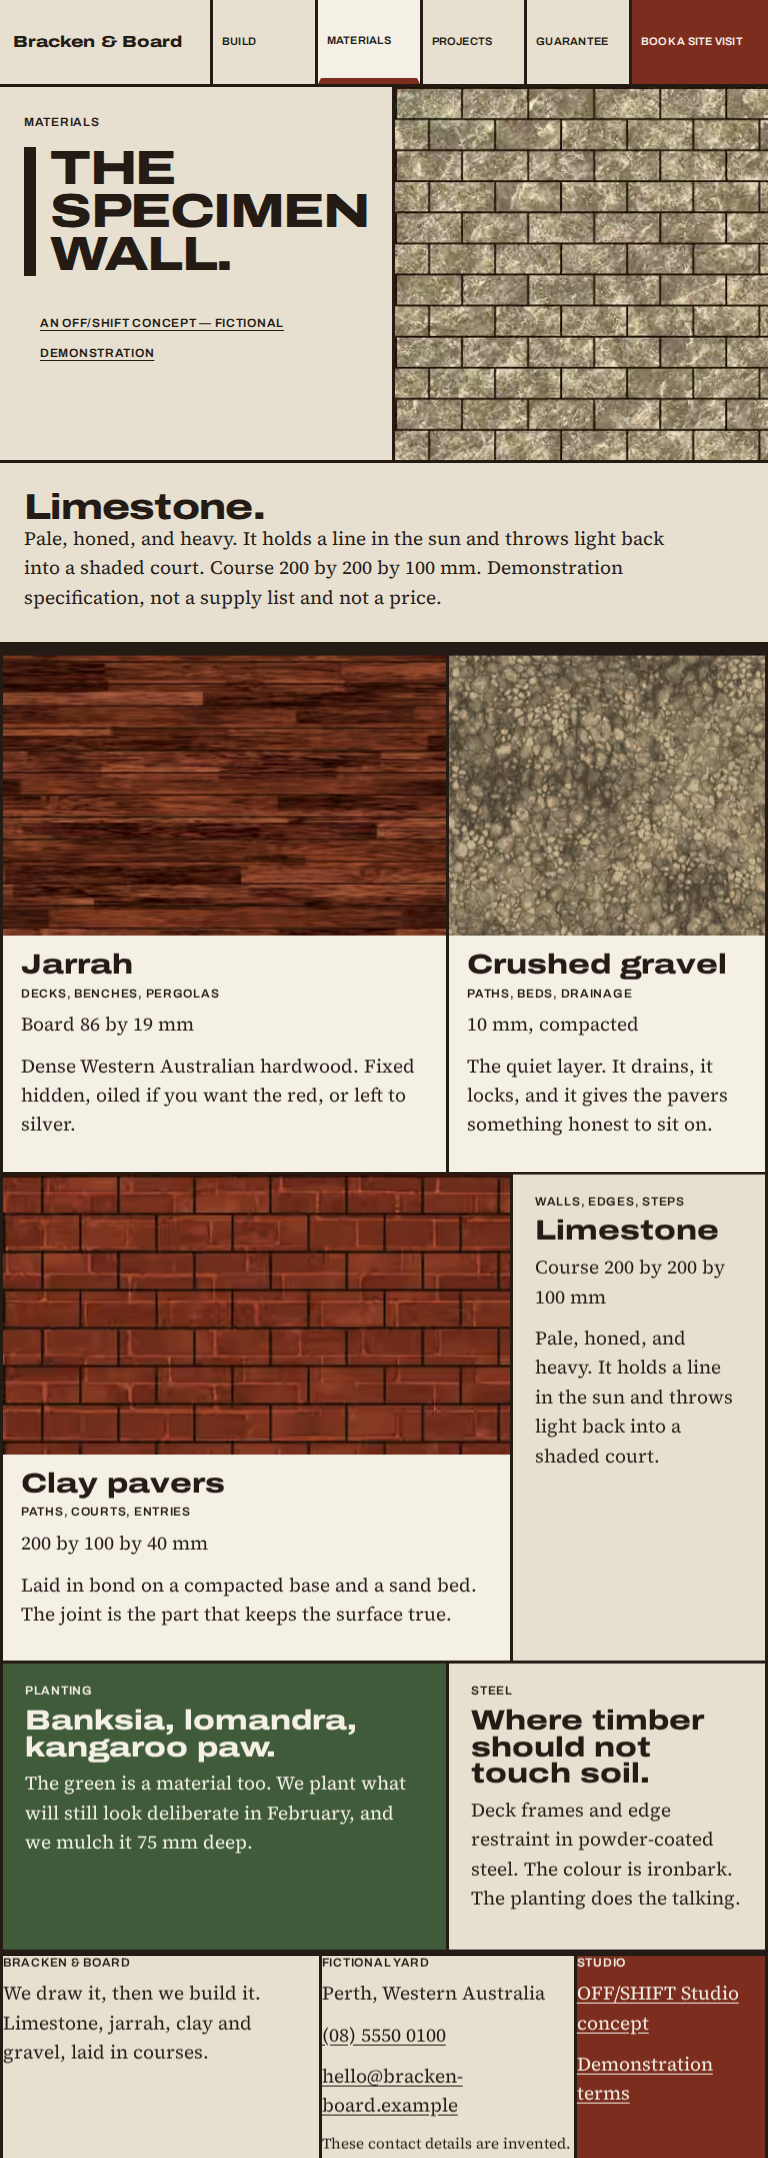 Bracken & Board
BUILD
MATERIALS
PROJECTS
GUARANTEE
BOOK A SITE VISIT
MATERIALS
THE
SPECIMEN
WALL.
AN OFF/SHIFT CONCEPT — FICTIONAL
DEMONSTRATION
Limestone.
Pale, honed, and heavy. It holds a line in the sun and throws light back
into a shaded court. Course 200 by 200 by 100 mm. Demonstration
specification, not a supply list and not a price.
Jarrah
DECKS, BENCHES, PERGOLAS
Board 86 by 19 mm
Dense Western Australian hardwood. Fixed
hidden, oiled if you want the red, or left to
silver.
Crushed gravel
PATHS, BEDS, DRAINAGE
10 mm, compacted
The quiet layer. It drains, it
locks, and it gives the pavers
something honest to sit on.
Clay pavers
PATHS, COURTS, ENTRIES
200 by 100 by 40 mm
Laid in bond on a compacted base and a sand bed.
The joint is the part that keeps the surface true.
WALLS, EDGES, STEPS
Limestone
Course 200 by 200 by
100 mm
Pale, honed, and
heavy. It holds a line
in the sun and throws
light back into a
shaded court.
PLANTING
Banksia, lomandra,
kangaroo paw.
The green is a material too. We plant what
will still look deliberate in February, and
we mulch it 75 mm deep.
STEEL
Where timber
should not
touch soil.
Deck frames and edge
restraint in powder-coated
steel. The colour is ironbark.
The planting does the talking.
BRACKEN & BOARD
We draw it, then we build it.
Limestone, jarrah, clay and
gravel, laid in courses.
FICTIONAL YARD
Perth, Western Australia
(08) 5550 0100
hello@bracken-
board.example
These contact details are invented.
STUDIO
OFF/SHIFT Studio
concept
Demonstration
terms